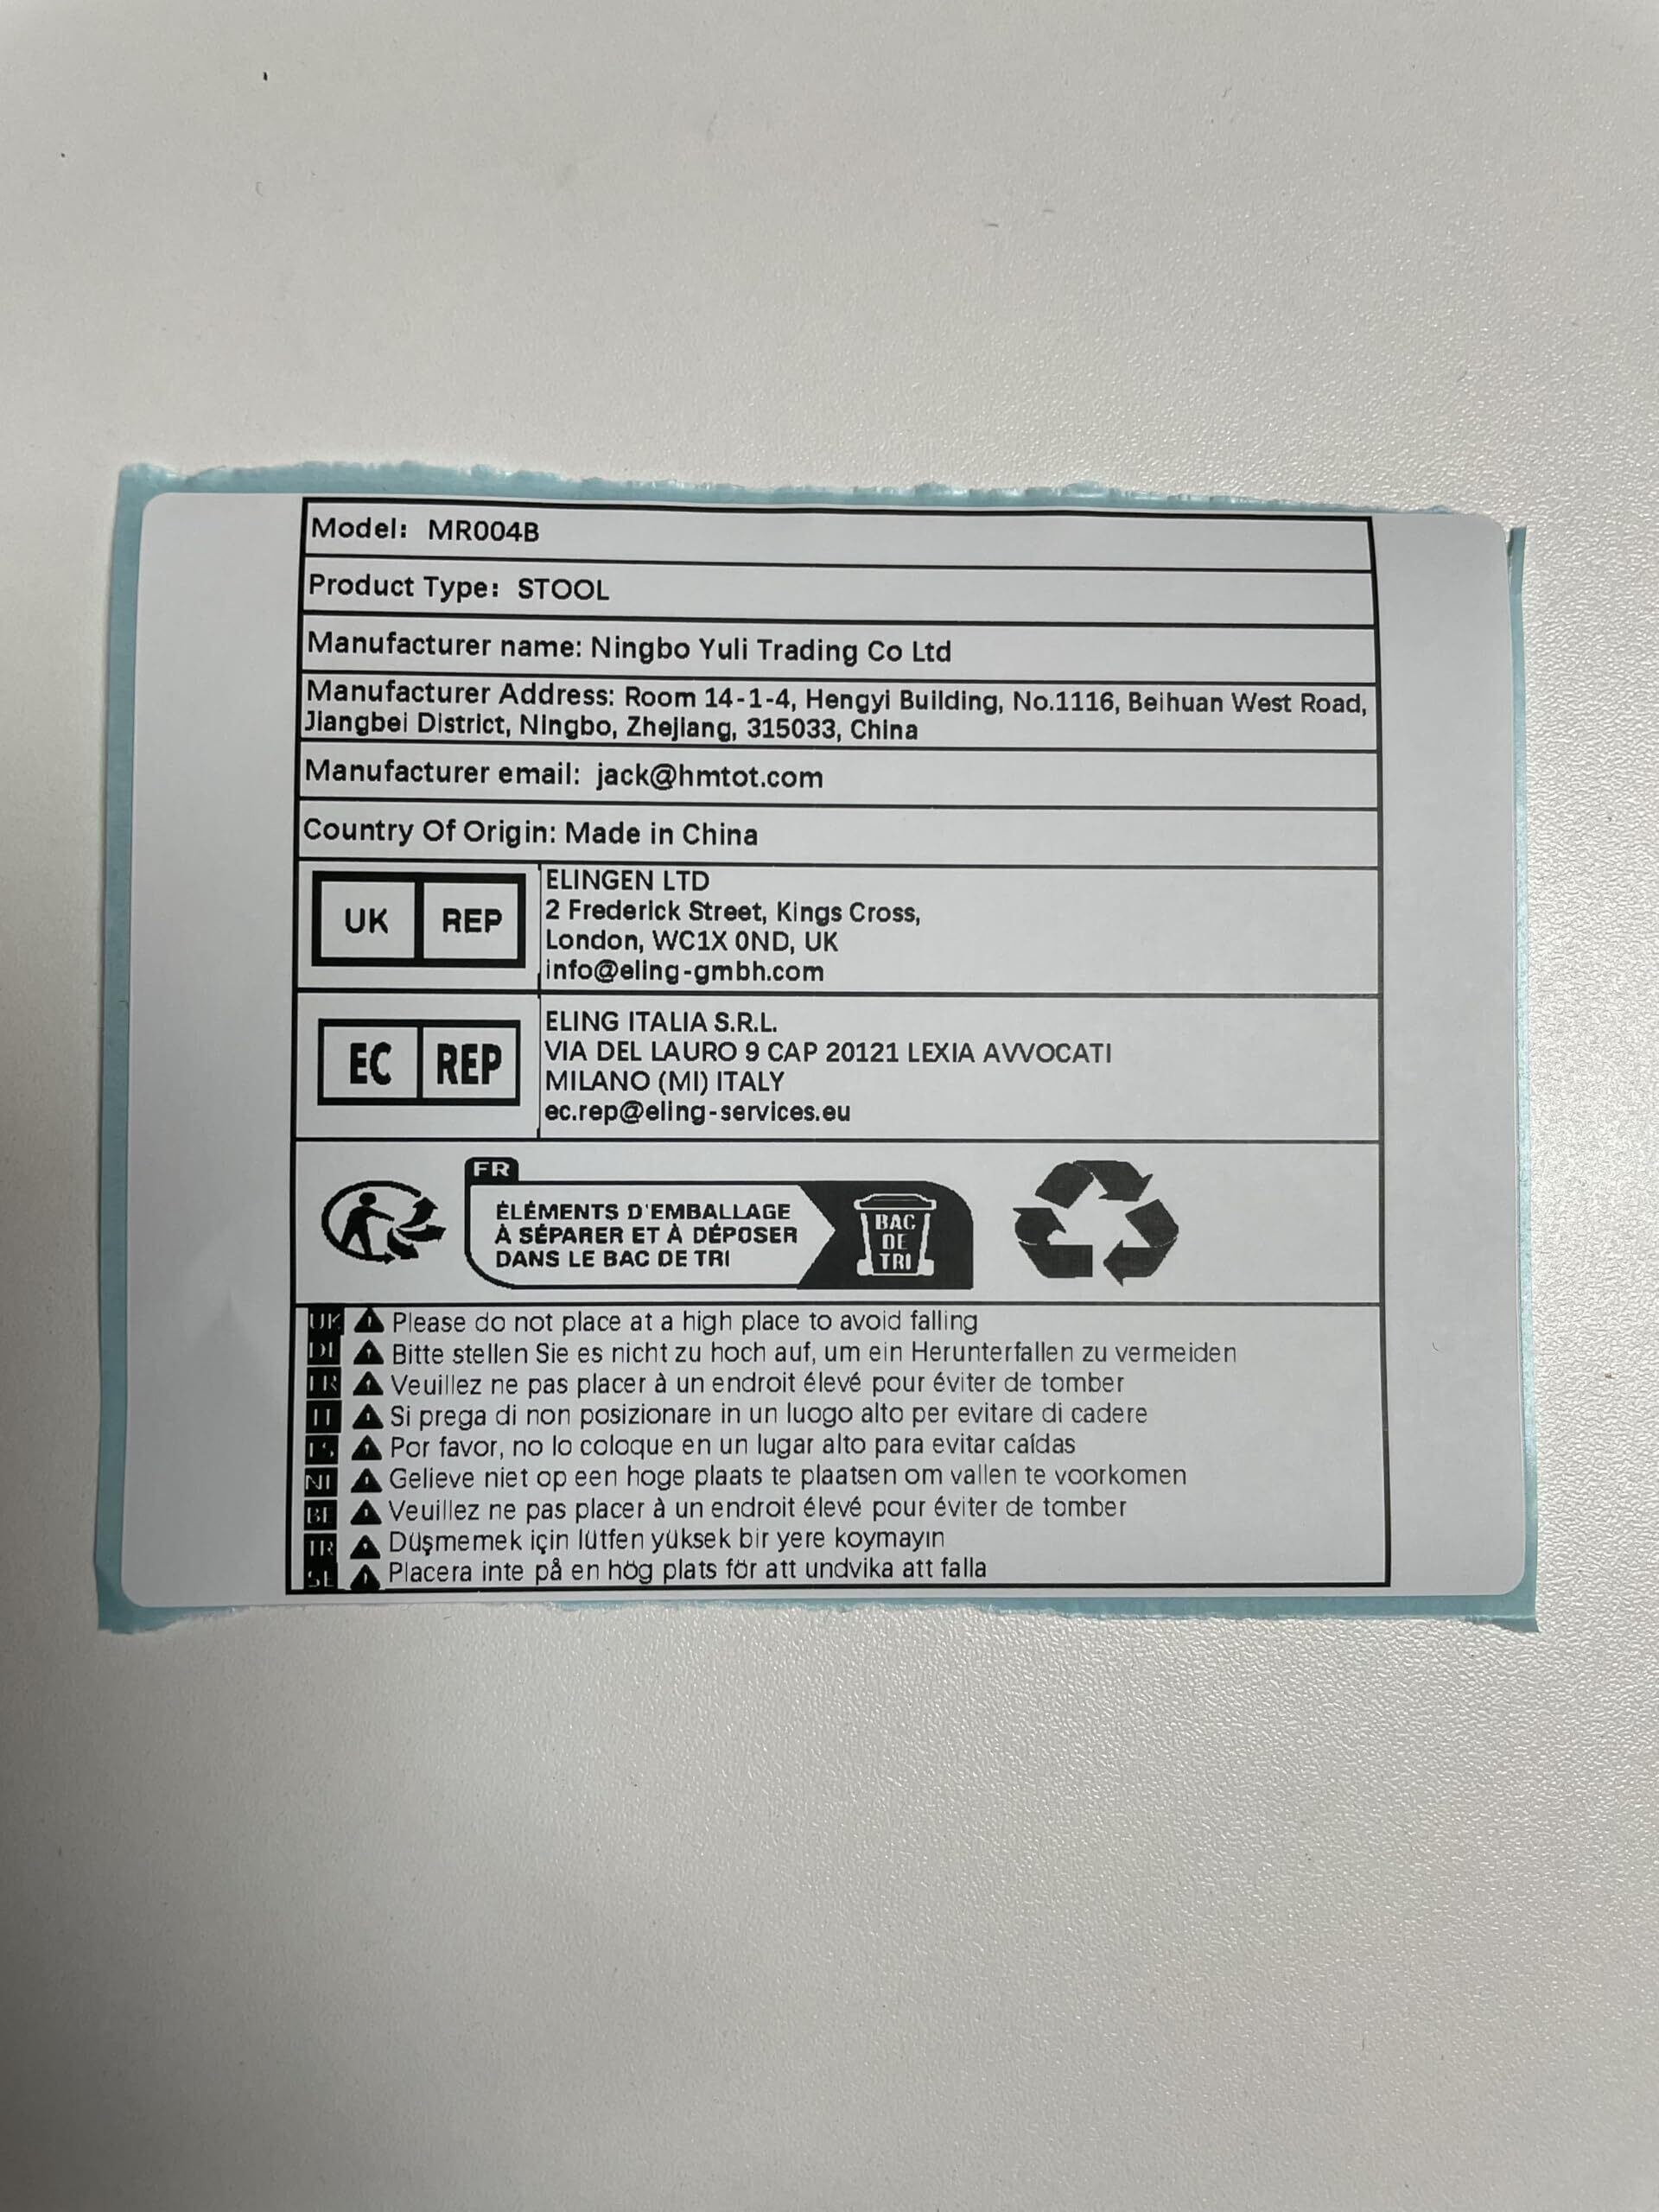 Model: MR004B
Product Type: STOOL
Manufacturer name: Ningbo Yuli Trading Co Ltd
Manufacturer Address: Room 14-1-4, Hengyi Building, No.1116, Beihuan West Road,
Jiangbei District, Ningbo, Zhejiang, 315033, China
Manufacturer email: jack@hmtot.com
Country Of Origin: Made in China
UK REP
ELINGEN LTD
2 Frederick Street, Kings Cross,
London, WC1X 0ND, UK
info@eling-gmbh.com
EC REP
ELING ITALIA S.R.L.
VIA DEL LAURO 9 CAP 20121 LEXIA AVVOCATI
MILANO (MI) ITALY
ec.rep@eling-services.eu
FR
ÉLÉMENTS D'EMBALLAGE
À SÉPARER ET À DÉPOSER
DANS LE BAC DE TRI
BAC
DE
TRI
UK Please do not place at a high place to avoid falling
DE Bitte stellen Sie es nicht zu hoch auf, um ein Herunterfallen zu vermeiden
FR Veuillez ne pas placer à un endroit élevé pour éviter de tomber
IT Si prega di non posizionare in un luogo alto per evitare di cadere
ES Por favor, no lo coloque en un lugar alto para evitar caídas
NL Gelieve niet op een hoge plaats te plaatsen om vallen te voorkomen
BE Veuillez ne pas placer à un endroit élevé pour éviter de tomber
TR Düşmemek için lütfen yüksek bir yere koymayın
SE Placera inte på en hög plats för att undvika att falla